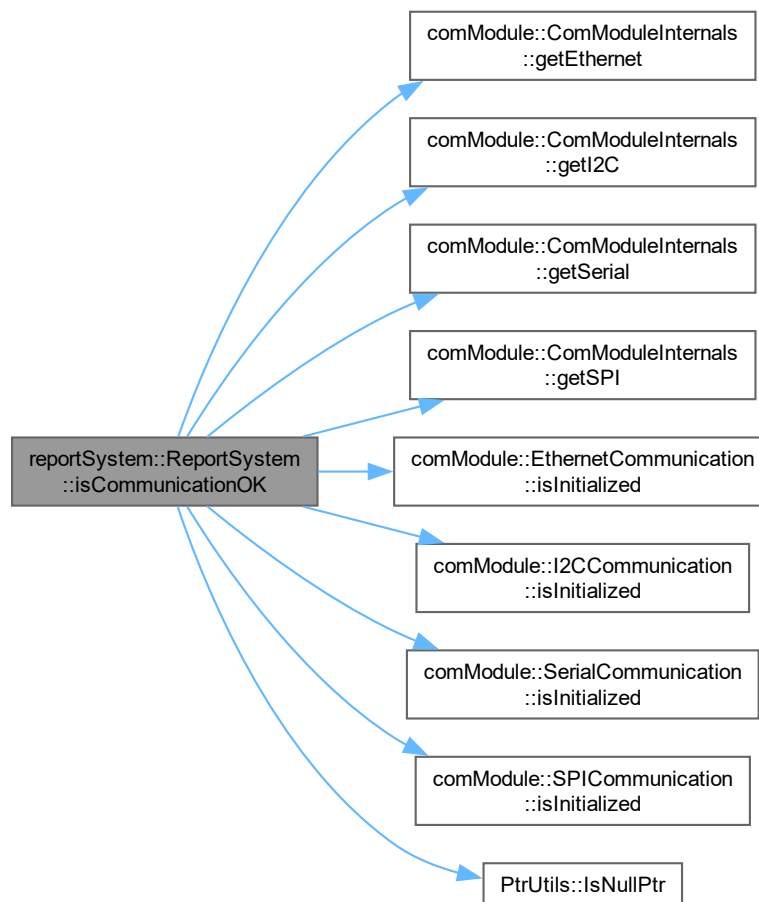 comModule::ComModuleInternals
::getEthernet
comModule::ComModuleInternals
::getI2C
comModule::ComModuleInternals
::getSerial
comModule::ComModuleInternals
::getSPI
reportSystem::ReportSystem
::isCommunicationOK
comModule::EthernetCommunication
::isInitialized
comModule::I2CCommunication
::isInitialized
comModule::SerialCommunication
::isInitialized
comModule::SPICommunication
::isInitialized
PtrUtils::IsNullPtr